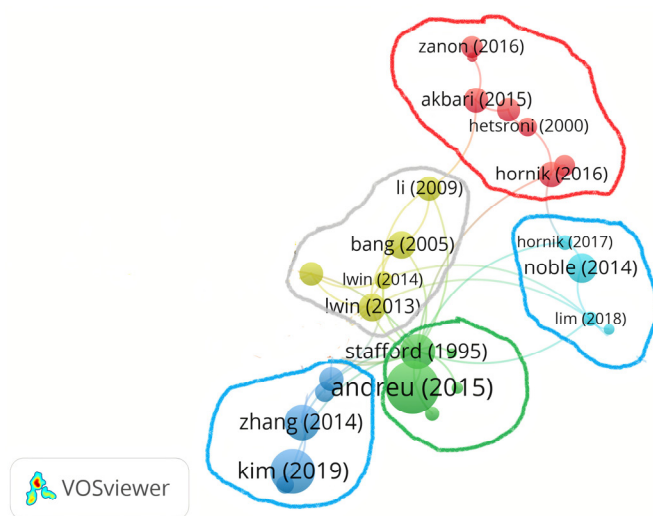 zanon (2016)
akbari (2015)
hetsroni (2000)
hornik (2016)
li (2009)
hornik (2017)
bang (2005)
noble (2014)
lwin (2014)
lwin (2013)
lim (2018)
stafford (1995)
andreu (2015)
zhang (2014)
kim (2019)
VOSviewer